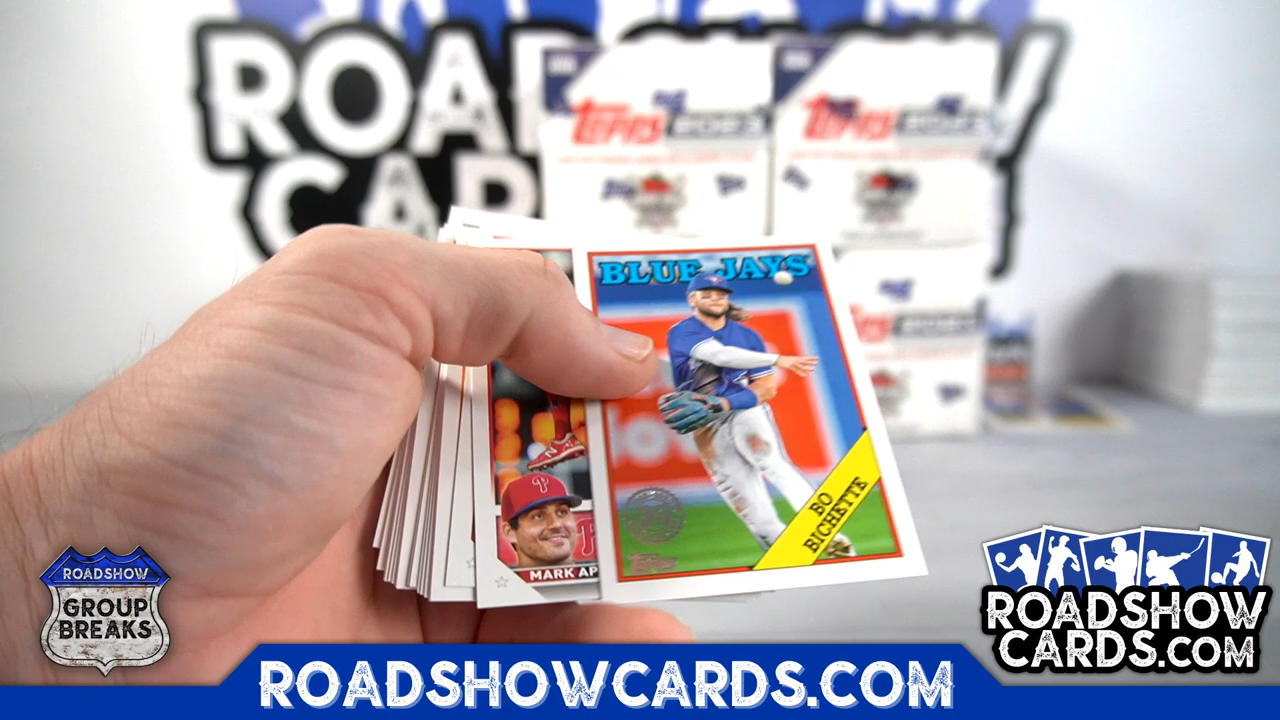 ROADSHOW
CARDS
Topps 2023
Topps 2023
BLUE JAYS
BO
BICHETTE
Topps
MARK AP
ROADSHOW
GROUP
BREAKS
ROADSHOWCARDS.COM
ROADSHOW
CARDS.COM